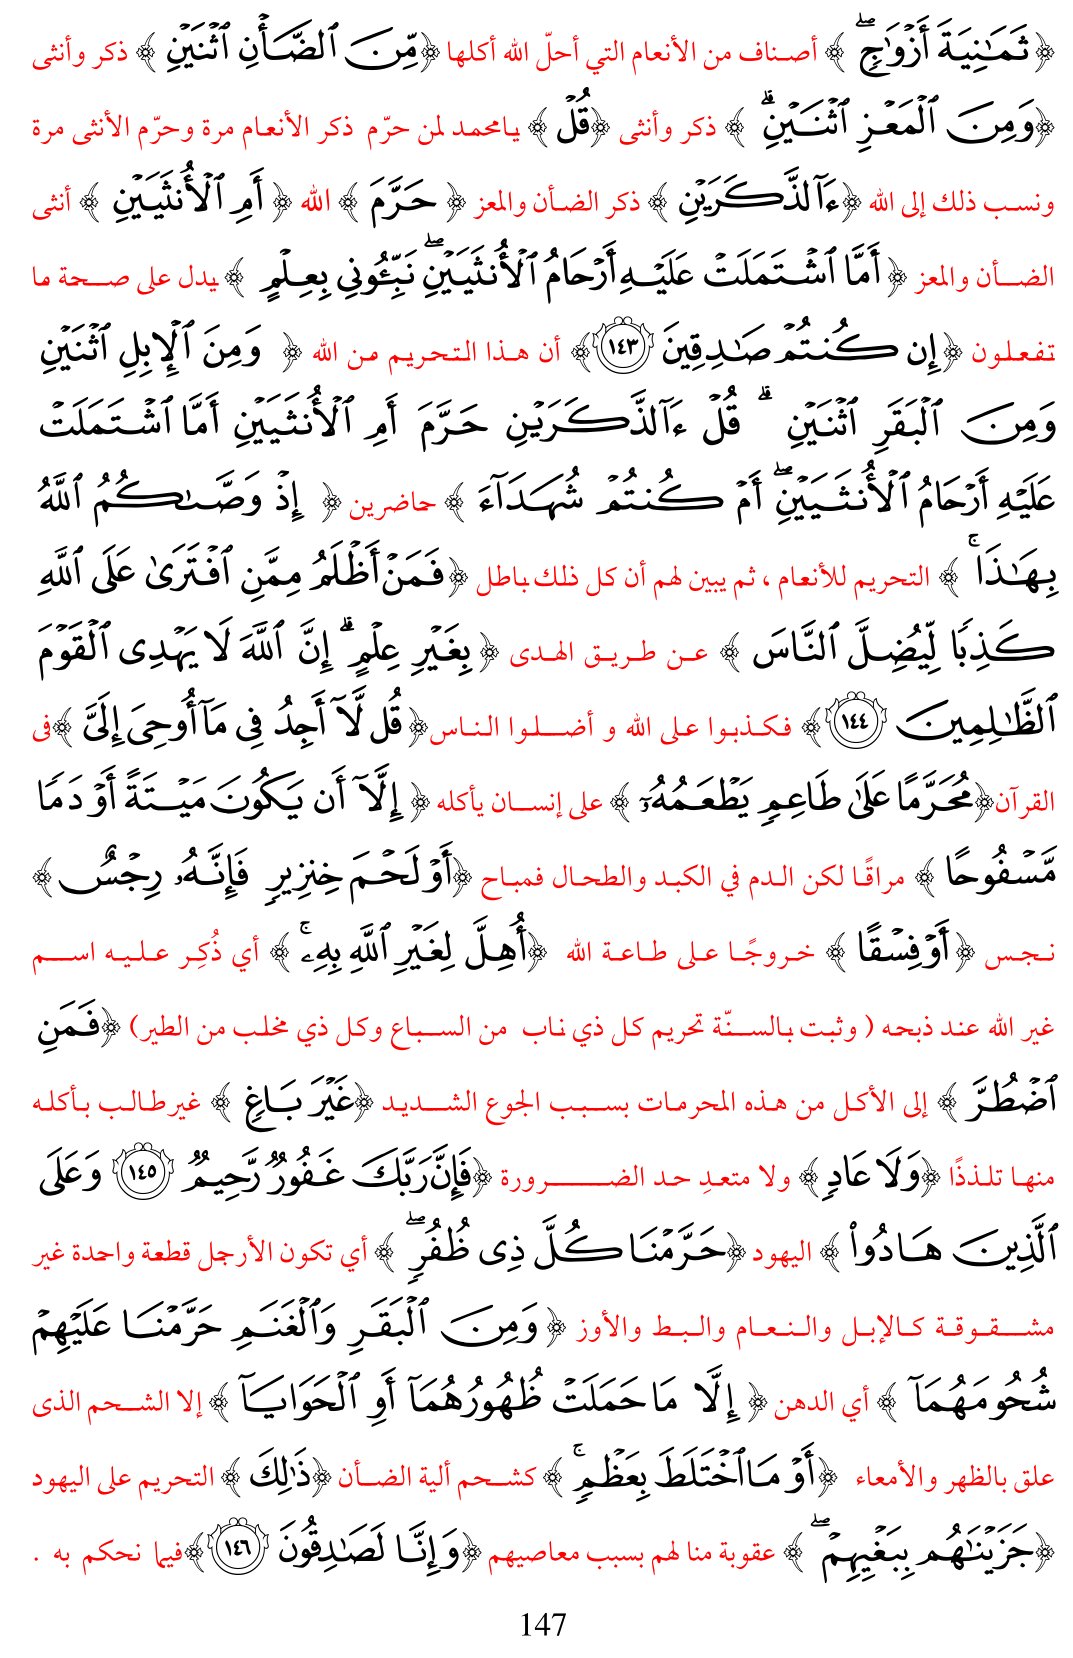 ﴿ثَمَـٰنِيَةَ أَزْوَٰجٍۢ ۖ﴾ أصناف من الأنعام التي أحلّ الله أكلها ﴿مِّنَ ٱلضَّأْنِ ٱثْنَيْنِ﴾ ذكر وأنثى
﴿وَمِنَ ٱلْمَعْزِ ٱثْنَيْنِ ۗ﴾ ذكر وأنثى ﴿قُلْ﴾ يامحمد لمن حرّم ذكر الأنعام مرة وحرّم الأنثى مرة
ونسب ذلك إلى الله ﴿ءَآلذَّكَرَيْنِ﴾ ذكر الضأن والمعز ﴿حَرَّمَ﴾ الله ﴿أَمِ ٱلْأُنثَيَيْنِ﴾ أنثى
الضأن والمعز ﴿أَمَّا ٱشْتَمَلَتْ عَلَيْهِ أَرْحَامُ ٱلْأُنثَيَيْنِ ۖ نَبِّـُٔونِى بِعِلْمٍ﴾ يدل على صحة ما
تفعلون ﴿إِن كُنتُمْ صَـٰدِقِينَ ١٤٣﴾ أن هذا التحريم من الله ﴿وَمِنَ ٱلْإِبِلِ ٱثْنَيْنِ
وَمِنَ ٱلْبَقَرِ ٱثْنَيْنِ ۗ قُلْ ءَآلذَّكَرَيْنِ حَرَّمَ أَمِ ٱلْأُنثَيَيْنِ أَمَّا ٱشْتَمَلَتْ
عَلَيْهِ أَرْحَامُ ٱلْأُنثَيَيْنِ ۖ أَمْ كُنتُمْ شُهَدَآءَ﴾ حاضرين ﴿إِذْ وَصَّىٰكُمُ ٱللَّهُ
بِهَـٰذَا ۚ﴾ التحريم للأنعام ، ثم يبين لهم أن كل ذلك باطل ﴿فَمَنْ أَظْلَمُ مِمَّنِ ٱفْتَرَىٰ عَلَى ٱللَّهِ
كَذِبًا لِّيُضِلَّ ٱلنَّاسَ﴾ عن طريق الهدى ﴿بِغَيْرِ عِلْمٍ ۗ إِنَّ ٱللَّهَ لَا يَهْدِى ٱلْقَوْمَ
ٱلظَّـٰلِمِينَ ١٤٤﴾ فكذبوا على الله و أضلوا الناس﴿قُل لَّآ أَجِدُ فِى مَآ أُوحِىَ إِلَىَّ﴾فى
القرآن﴿مُحَرَّمًا عَلَىٰ طَاعِمٍ يَطْعَمُهُۥٓ﴾ على إنسان يأكله ﴿إِلَّآ أَن يَكُونَ مَيْتَةً أَوْ دَمًا
مَّسْفُوحًا﴾ مراقًا لكن الدم في الكبد والطحال فمباح ﴿أَوْ لَحْمَ خِنزِيرٍ فَإِنَّهُۥ رِجْسٌ﴾
نجس ﴿أَوْ فِسْقًا﴾ خروجًا على طاعة الله ﴿أُهِلَّ لِغَيْرِ ٱللَّهِ بِهِۦ ۚ﴾ أي ذُكِر عليه اسم
غير الله عند ذبحه ( وثبت بالسنّة تحريم كل ذي ناب من السباع وكل ذي مخلب من الطير) ﴿فَمَنِ
ٱضْطُرَّ﴾ إلى الأكل من هذه المحرمات بسبب الجوع الشديد ﴿غَيْرَ بَاغٍ﴾ غيرطالب بأكله
منها تلذذًا ﴿وَلَا عَادٍ﴾ ولا متعدِ حد الضرورة ﴿فَإِنَّ رَبَّكَ غَفُورٌ رَّحِيمٌ ١٤٥ وَعَلَى
ٱلَّذِينَ هَادُوا۟﴾ اليهود ﴿حَرَّمْنَا كُلَّ ذِى ظُفُرٍ ۖ﴾ أي تكون الأرجل قطعة واحدة غير
مشقوقة كالإبل والنعام والبط والأوز ﴿وَمِنَ ٱلْبَقَرِ وَٱلْغَنَمِ حَرَّمْنَا عَلَيْهِمْ
شُحُومَهُمَآ﴾ أي الدهن ﴿إِلَّا مَا حَمَلَتْ ظُهُورُهُمَآ أَوِ ٱلْحَوَايَآ﴾ إلا الشحم الذى
علق بالظهر والأمعاء ﴿أَوْ مَا ٱخْتَلَطَ بِعَظْمٍ ۚ﴾ كشحم ألية الضأن ﴿ذَٰلِكَ﴾ التحريم على اليهود
﴿جَزَيْنَـٰهُم بِبَغْيِهِمْ ۖ﴾ عقوبة منا لهم بسبب معاصيهم ﴿وَإِنَّا لَصَـٰدِقُونَ ١٤٦﴾فيما نحكم به .
147